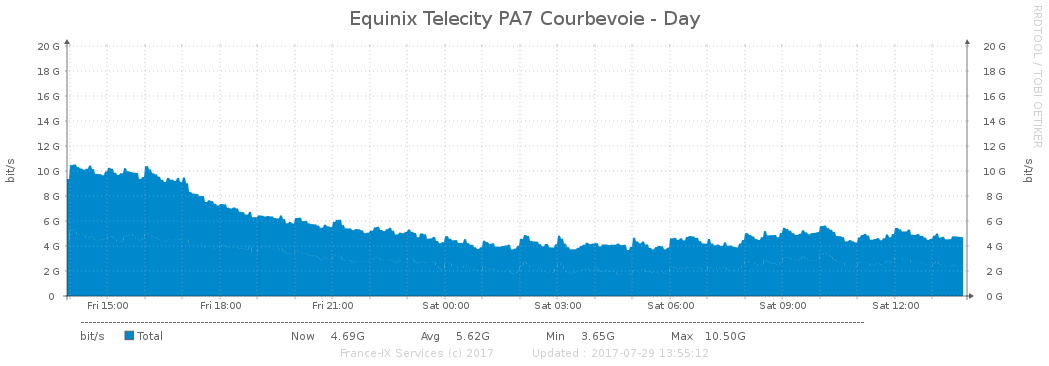 Equinix Telecity PA7 Courbevoie - Day
RRDTOOL / TOBI OETIKER
bit/s
bit/s
20 G 20 G
18 G 18 G
16 G 16 G
14 G 14 G
12 G 12 G
10 G 10 G
8 G 8 G
6 G 6 G
4 G 4 G
2 G 2 G
0 0 G
Fri 15:00 Fri 18:00 Fri 21:00 Sat 00:00 Sat 03:00 Sat 06:00 Sat 09:00 Sat 12:00
bit/s Total Now 4.69G Avg 5.62G Min 3.65G Max 10.50G
France-IX Services (c) 2017 Updated : 2017-07-29 13:55:12